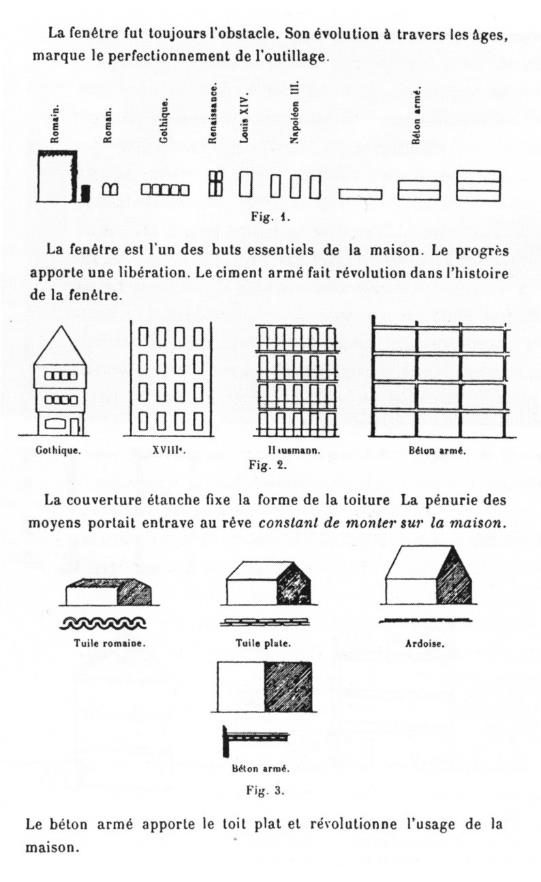 La fenêtre fut toujours l'obstacle. Son évolution à travers les âges,
marque le perfectionnement de l'outillage.
Romain.
Roman.
Gothique.
Renaissance.
Louis XIV.
Napoléon III.
Béton armé.
Fig. 1.
La fenêtre est l'un des buts essentiels de la maison. Le progrès
apporte une libération. Le ciment armé fait révolution dans l'histoire
de la fenêtre.
Gothique. XVIIIe. Haussmann. Béton armé.
Fig. 2.
La couverture étanche fixe la forme de la toiture La pénurie des
moyens portait entrave au rêve constant de monter sur la maison.
Tuile romaine. Tuile plate. Ardoise.
Béton armé.
Fig. 3.
Le béton armé apporte le toit plat et révolutionne l'usage de la
maison.